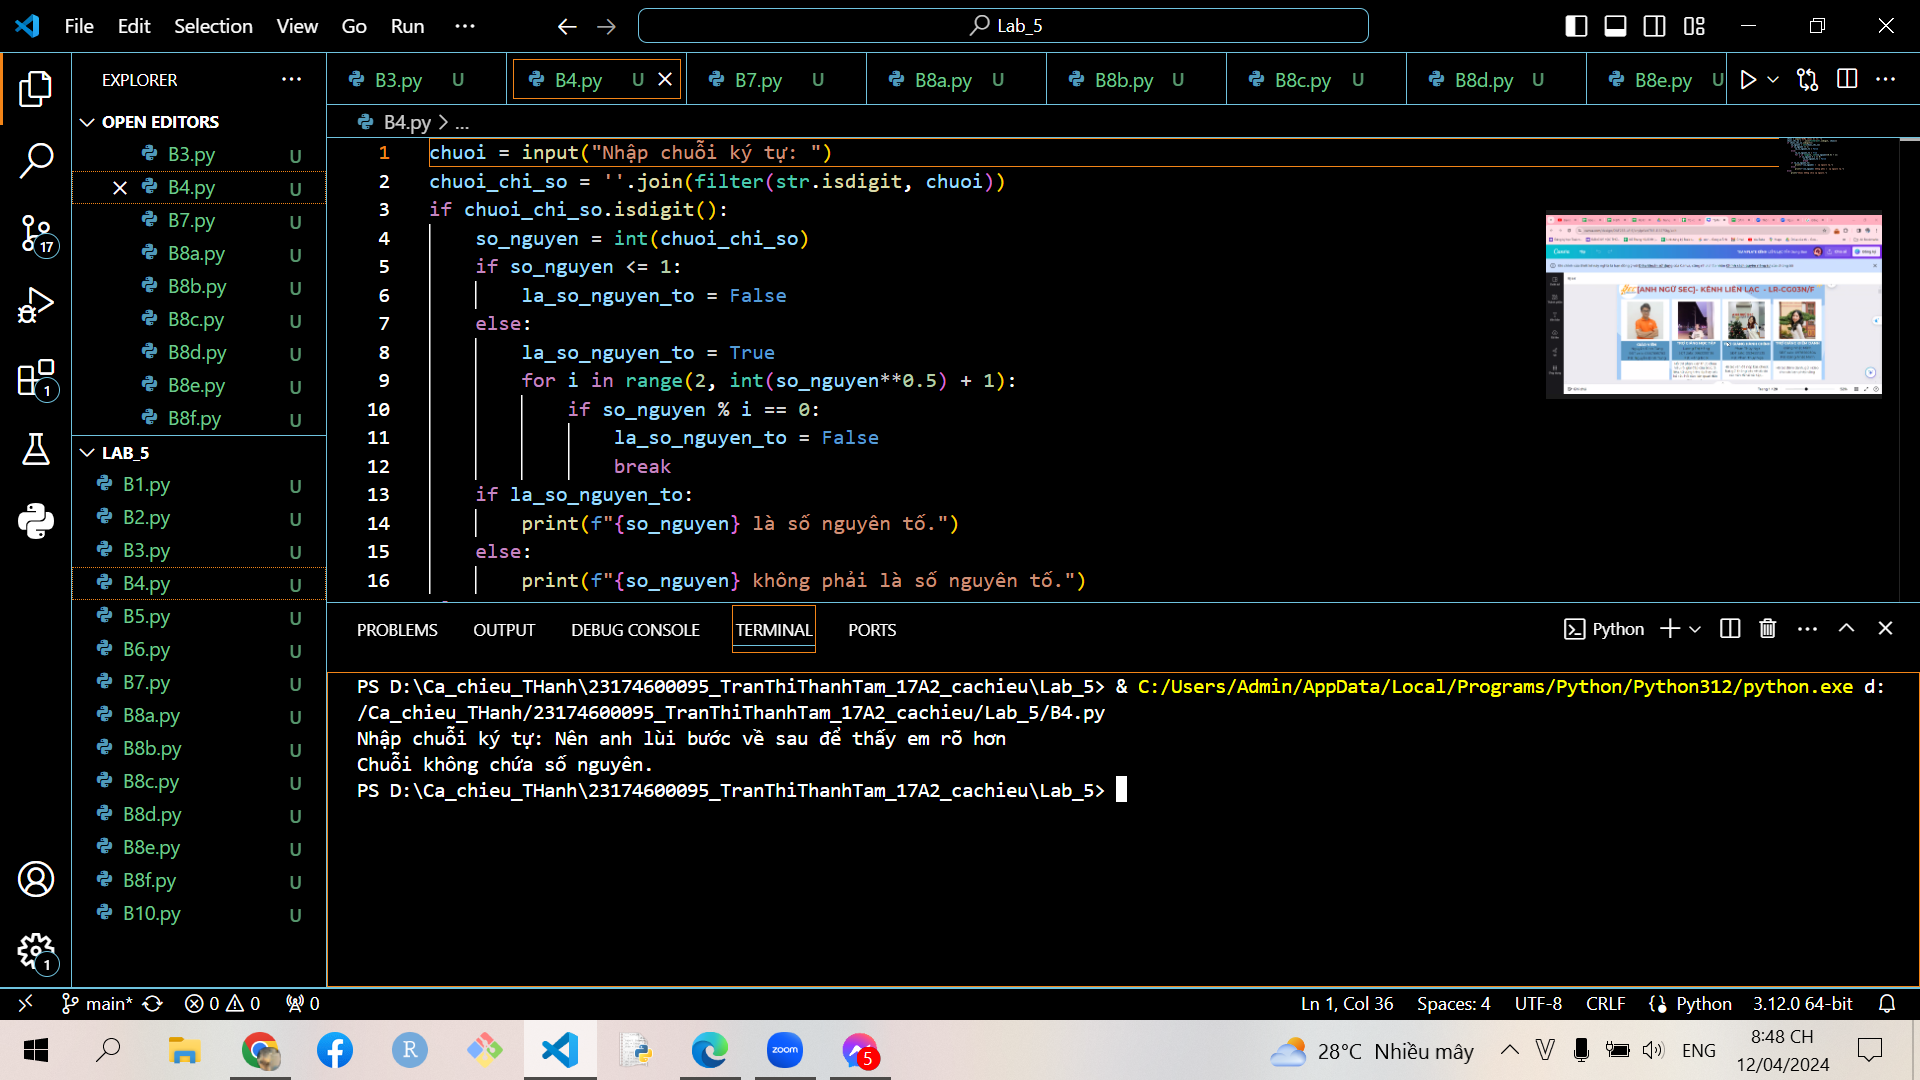 File Edit Selection View Go Run ···
Lab_5
EXPLORER
OPEN EDITORS
B3.py U
B4.py U
B7.py U
B8a.py U
B8b.py U
B8c.py U
B8d.py U
B8e.py U
B8f.py U
LAB_5
B1.py U
B2.py U
B3.py U
B4.py U
B5.py U
B6.py U
B7.py U
B8a.py U
B8b.py U
B8c.py U
B8d.py U
B8e.py U
B8f.py U
B10.py U
17
1
1
B3.py U B4.py U B7.py U B8a.py U B8b.py U B8c.py U B8d.py U B8e.py U
B4.py > ...
1 chuoi = input("Nhập chuỗi ký tự: ")
2 chuoi_chi_so = ''.join(filter(str.isdigit, chuoi))
3 if chuoi_chi_so.isdigit():
4 so_nguyen = int(chuoi_chi_so)
5 if so_nguyen <= 1:
6 la_so_nguyen_to = False
7 else:
8 la_so_nguyen_to = True
9 for i in range(2, int(so_nguyen**0.5) + 1):
10 if so_nguyen % i == 0:
11 la_so_nguyen_to = False
12 break
13 if la_so_nguyen_to:
14 print(f"{so_nguyen} là số nguyên tố.")
15 else:
16 print(f"{so_nguyen} không phải là số nguyên tố.")
[ANH NGỮ SEC]- KÊNH LIÊN LẠC - LR-CG03N/F
PROBLEMS OUTPUT DEBUG CONSOLE TERMINAL PORTS
Python
PS D:\Ca_chieu_THanh\23174600095_TranThiThanhTam_17A2_cachieu\Lab_5> & C:/Users/Admin/AppData/Local/Programs/Python/Python312/python.exe d:
/Ca_chieu_THanh/23174600095_TranThiThanhTam_17A2_cachieu/Lab_5/B4.py
Nhập chuỗi ký tự: Nên anh lùi bước về sau để thấy em rõ hơn
Chuỗi không chứa số nguyên.
PS D:\Ca_chieu_THanh\23174600095_TranThiThanhTam_17A2_cachieu\Lab_5>
main* 0 0 0
Ln 1, Col 36 Spaces: 4 UTF-8 CRLF Python 3.12.0 64-bit
R
zoom
5
28°C Nhiều mây
ENG
8:48 CH
12/04/2024